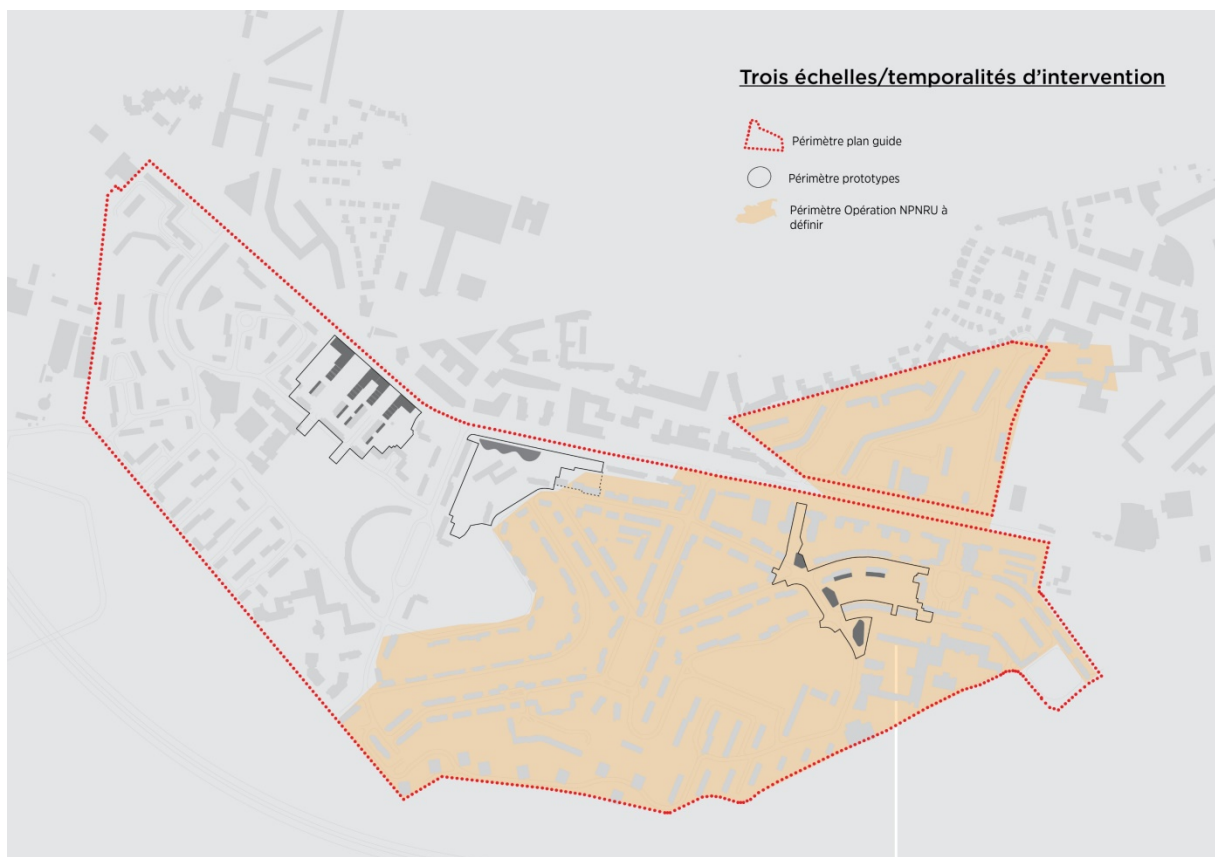 Trois échelles/temporalités d'intervention
Périmètre plan guide
Périmètre prototypes
Périmètre Opération NPNRU à
définir